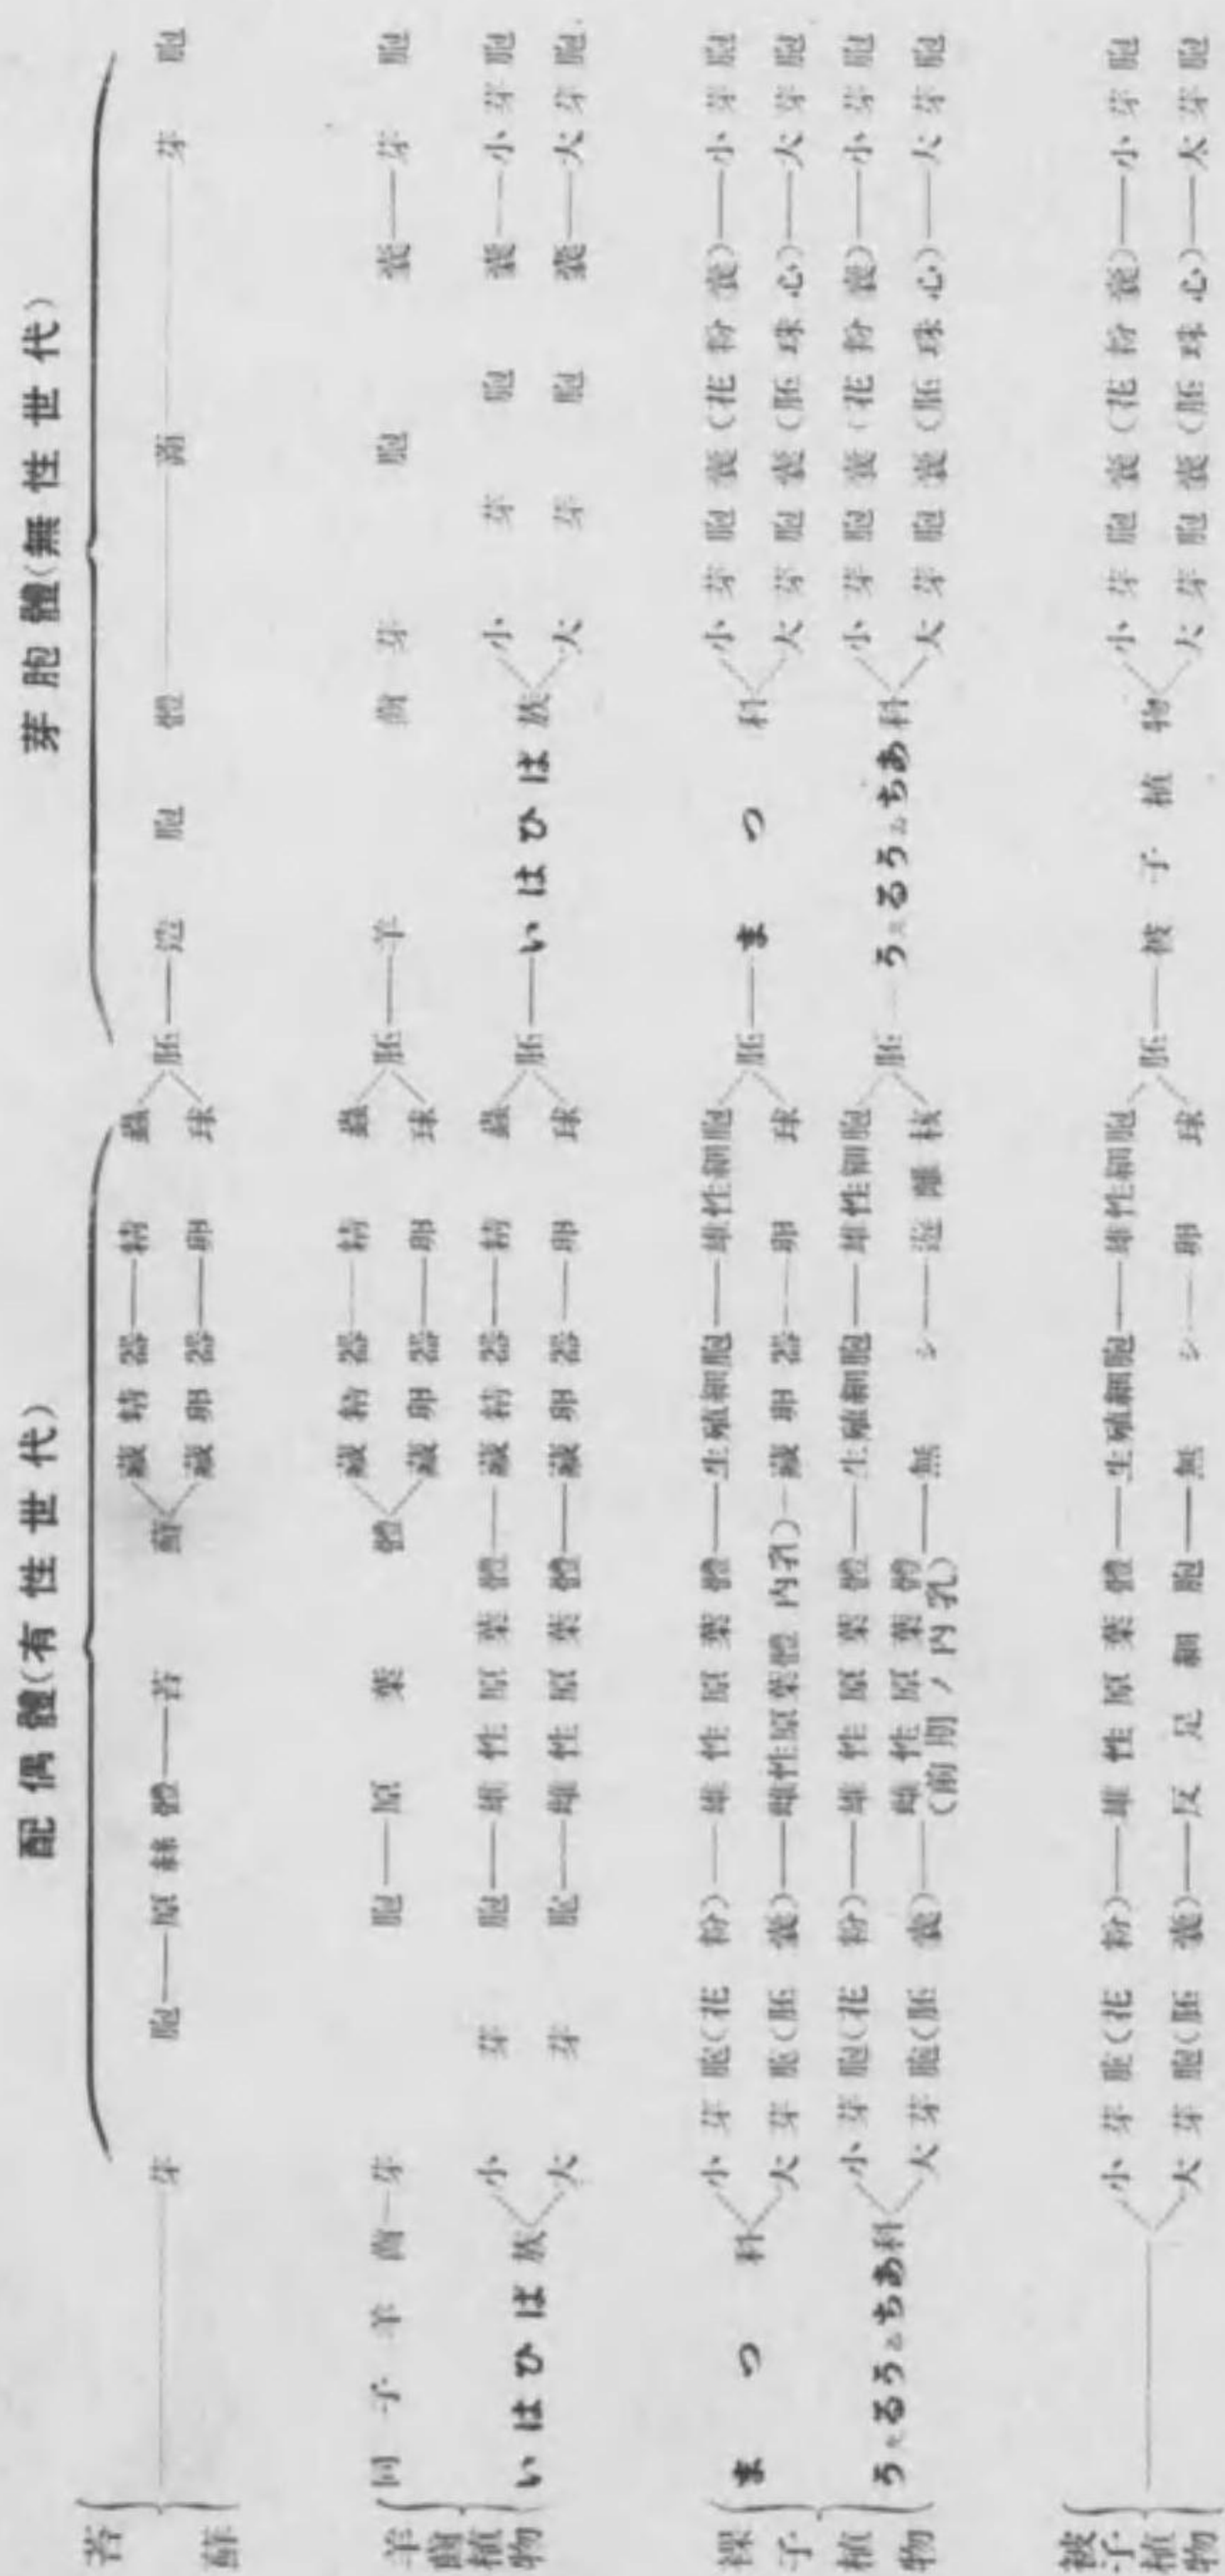 配偶體(有性世代)
芽胞體(無性世代)
苔蘚
芽胞―原絲體―苔蘚
藏精器―精蟲
藏卵器―卵球
胚―造胞體―蒴―芽胞
羊齒植物
同子羊齒―芽胞―原葉體
藏精器―精蟲
藏卵器―卵球
胚―羊齒芽胞囊―芽胞
いはひば族
小芽胞―雄性原葉體―藏精器―精蟲
大芽胞―雌性原葉體―藏卵器―卵球
胚―いはひば族
小芽胞囊―小芽胞
大芽胞囊―大芽胞
裸子植物
まつ科
小芽胞(花粉)―雄性原葉體―生殖細胞―雄性細胞
大芽胞(胚囊)―雌性原葉體內乳)―藏卵器―卵球
胚―まつ科
小芽胞囊(花粉囊)―小芽胞
大芽胞囊(胚珠心)―大芽胞
うゑるうゐちあ科
小芽胞(花粉)―雄性原葉體―生殖細胞―雄性細胞
大芽胞(胚囊)―雌性原葉體―無シ―遊離核
(前期ノ內乳)
胚―うゑるうゐちあ科
小芽胞囊(花粉囊)―小芽胞
大芽胞囊(胚珠心)―大芽胞
被子植物
小芽胞(花粉)―雄性原葉體―生殖細胞―雄性細胞
大芽胞(胚囊)―反足細胞―無シ―卵球
胚―被子植物
小芽胞囊(花粉囊)―小芽胞
大芽胞囊(胚珠心)―大芽胞